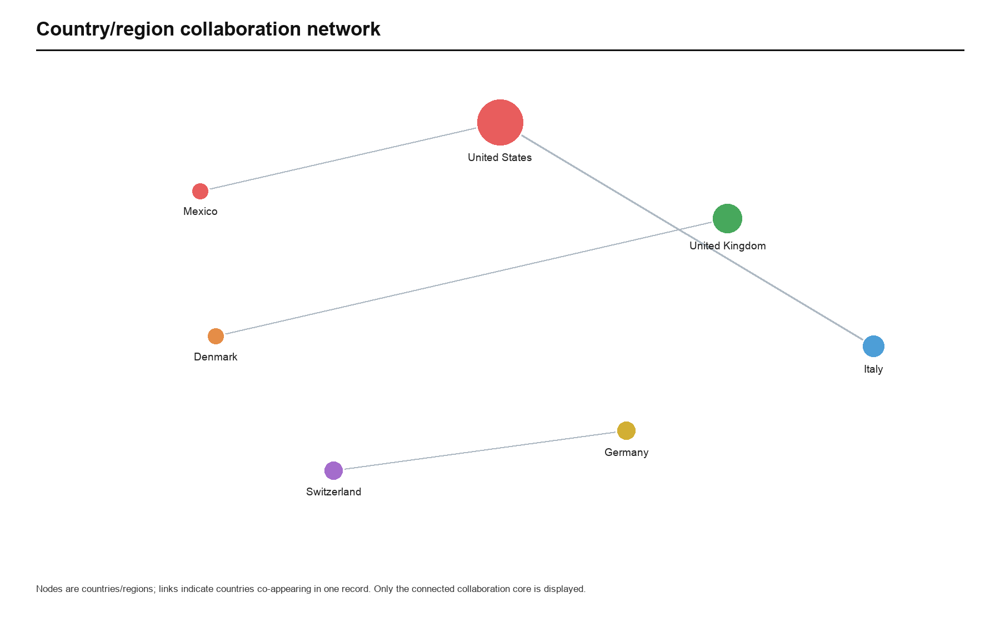 Country/region collaboration network
United States
Mexico
United Kingdom
Denmark
Italy
Germany
Switzerland
Nodes are countries/regions; links indicate countries co-appearing in one record. Only the connected collaboration core is displayed.